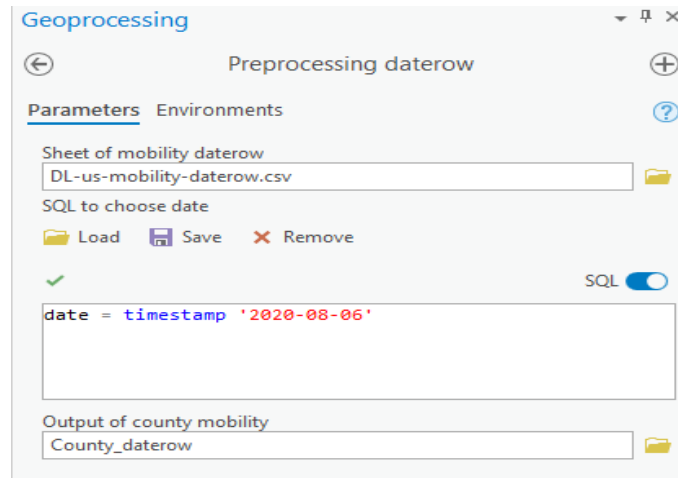 Geoprocessing
Preprocessing daterow
Parameters Environments
Sheet of mobility daterow
DL-us-mobility-daterow.csv
SQL to choose date
Load Save Remove
SQL
date = timestamp '2020-08-06'
Output of county mobility
County_daterow